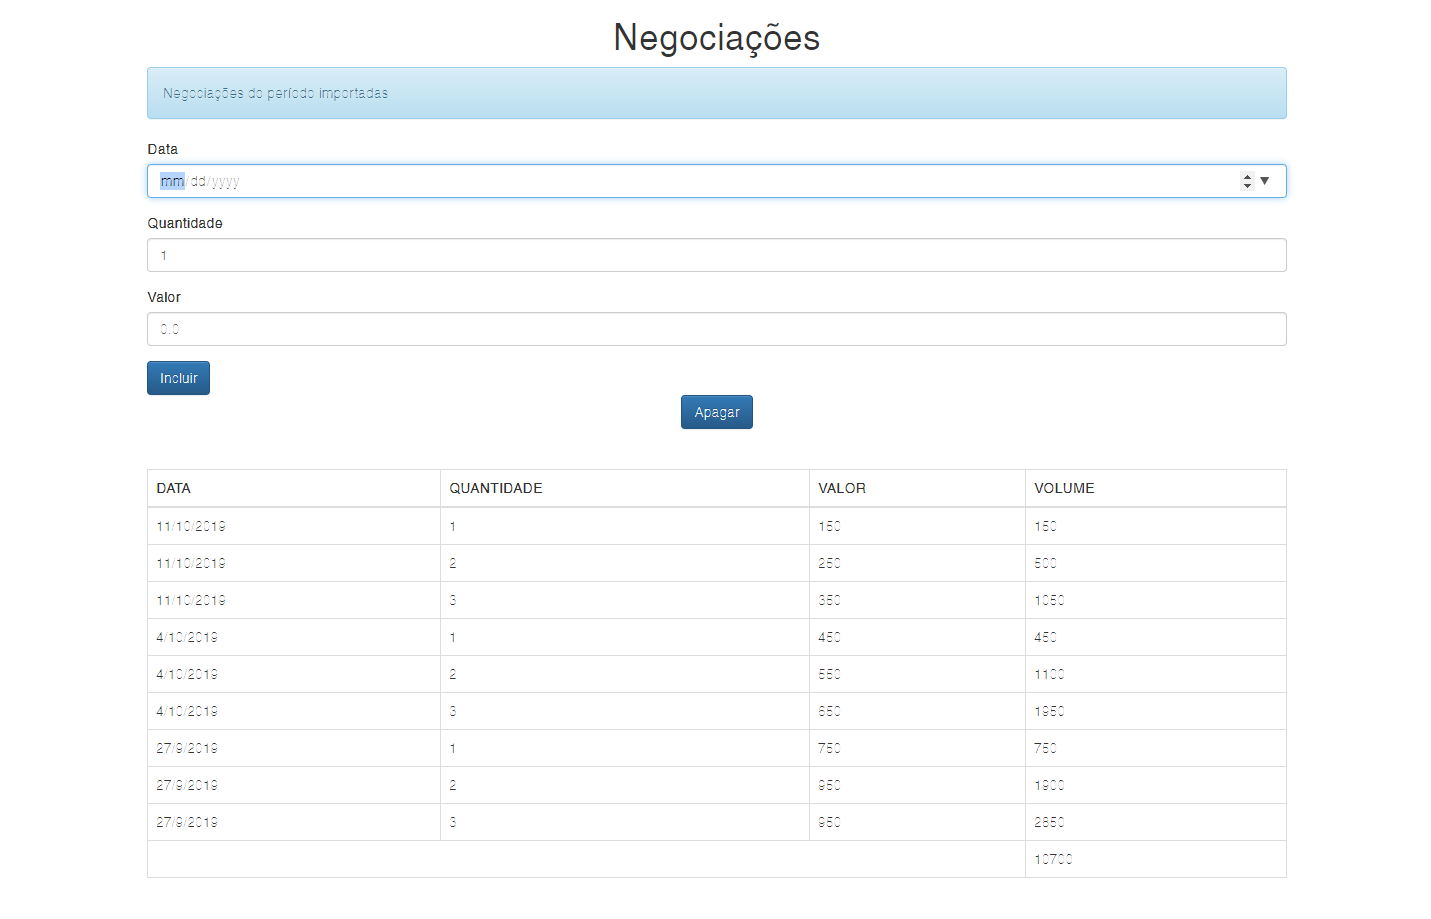 Negociações
Negociações do período importadas
Data
mm/dd/yyyy
Quantidade
1
Valor
0.0
Incluir
Apagar
DATA QUANTIDADE VALOR VOLUME
11/10/2019 1 150 150
11/10/2019 2 250 500
11/10/2019 3 350 1050
4/10/2019 1 450 450
4/10/2019 2 550 1100
4/10/2019 3 650 1950
27/9/2019 1 750 750
27/9/2019 2 950 1900
27/9/2019 3 950 2850
10700